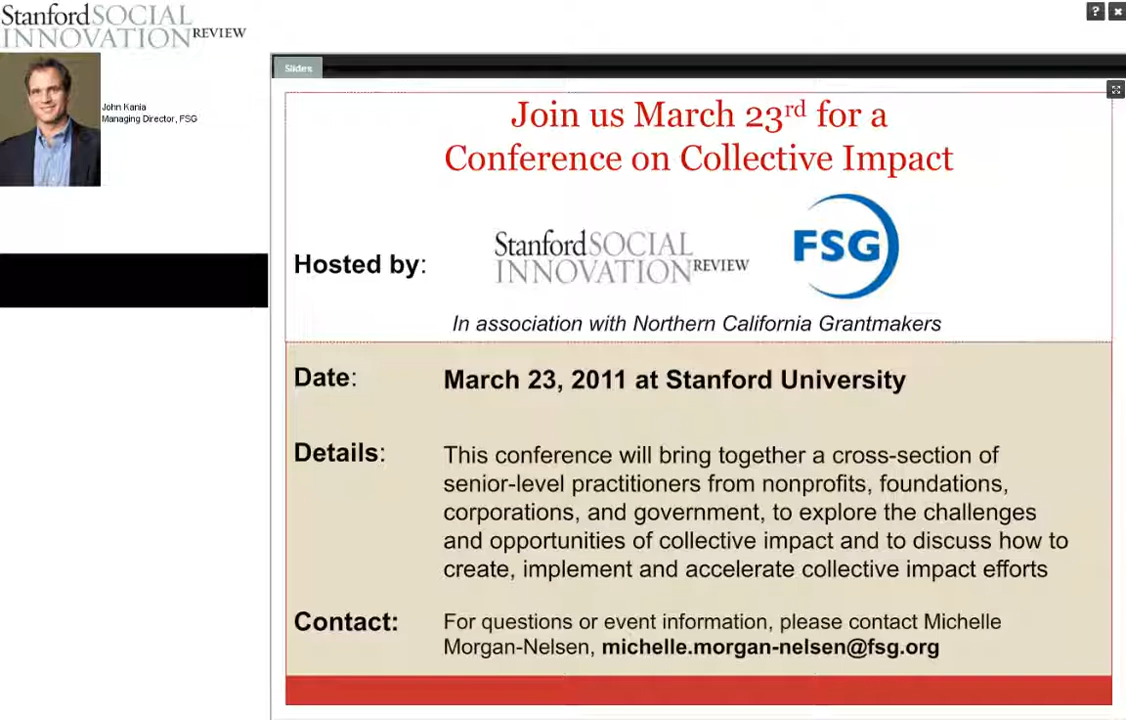 Stanford SOCIAL
INNOVATION REVIEW
John Kania
Managing Director, FSG
Slides
Join us March 23rd for a
Conference on Collective Impact
Hosted by:
Stanford SOCIAL
INNOVATION REVIEW
FSG
In association with Northern California Grantmakers
Date:
March 23, 2011 at Stanford University
Details:
This conference will bring together a cross-section of
senior-level practitioners from nonprofits, foundations,
corporations, and government, to explore the challenges
and opportunities of collective impact and to discuss how to
create, implement and accelerate collective impact efforts
Contact:
For questions or event information, please contact Michelle
Morgan-Nelsen, michelle.morgan-nelsen@fsg.org